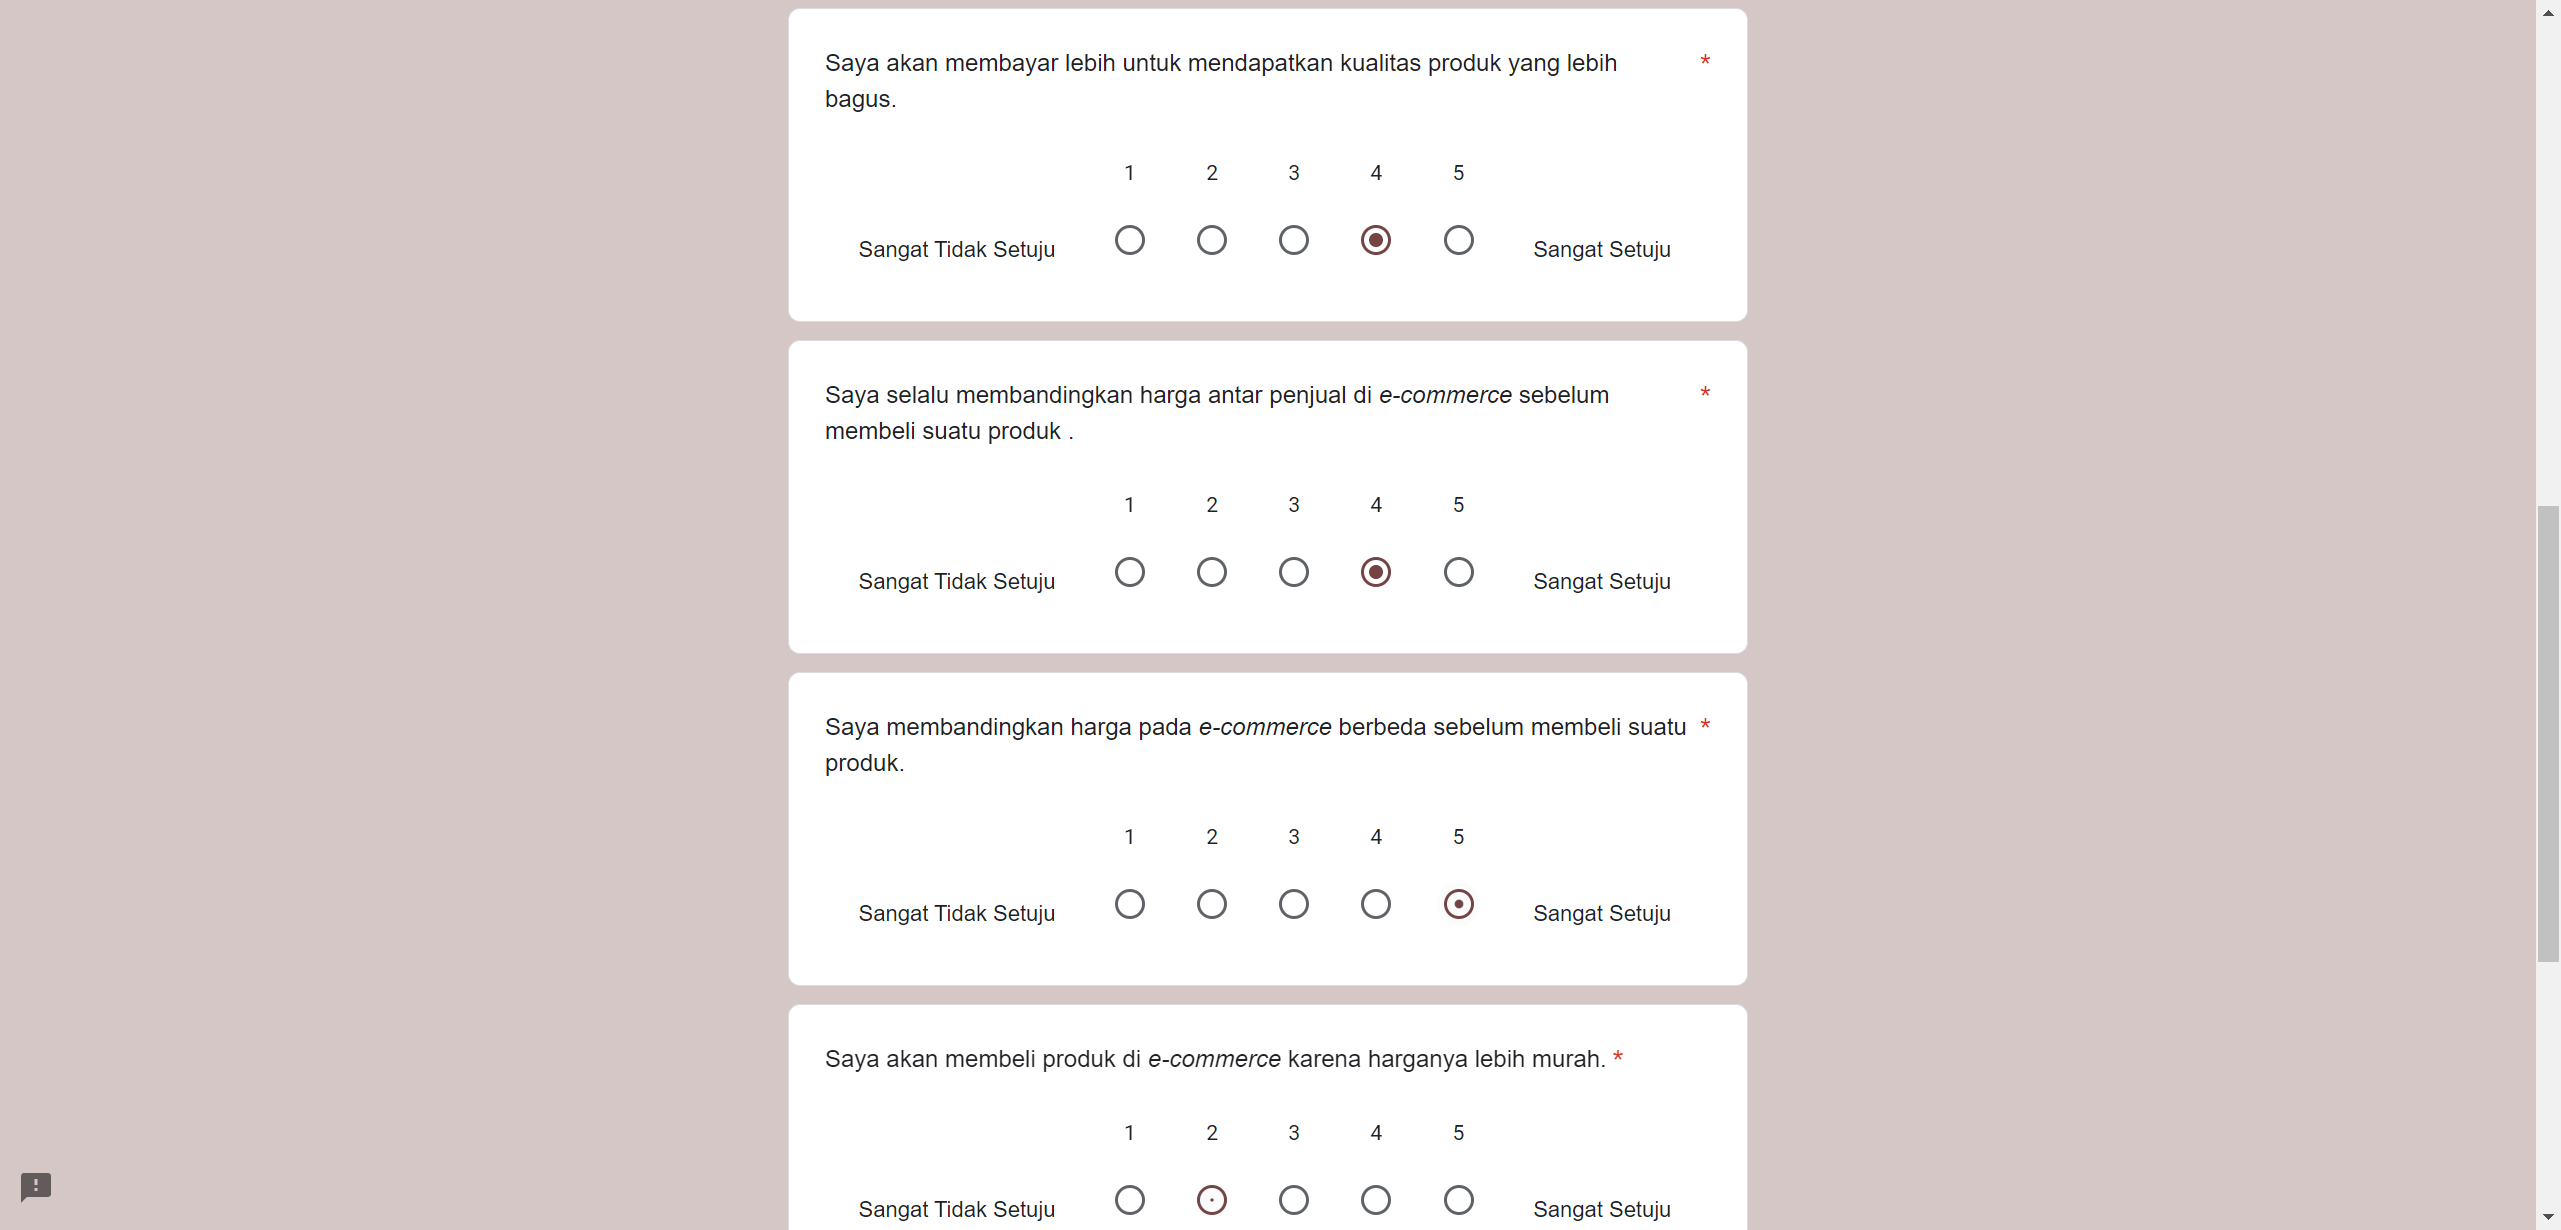 Saya akan membayar lebih untuk mendapatkan kualitas produk yang lebih *
bagus.
1 2 3 4 5
Sangat Tidak Setuju Sangat Setuju
Saya selalu membandingkan harga antar penjual di e-commerce sebelum *
membeli suatu produk .
1 2 3 4 5
Sangat Tidak Setuju Sangat Setuju
Saya membandingkan harga pada e-commerce berbeda sebelum membeli suatu *
produk.
1 2 3 4 5
Sangat Tidak Setuju Sangat Setuju
Saya akan membeli produk di e-commerce karena harganya lebih murah. *
1 2 3 4 5
Sangat Tidak Setuju Sangat Setuju